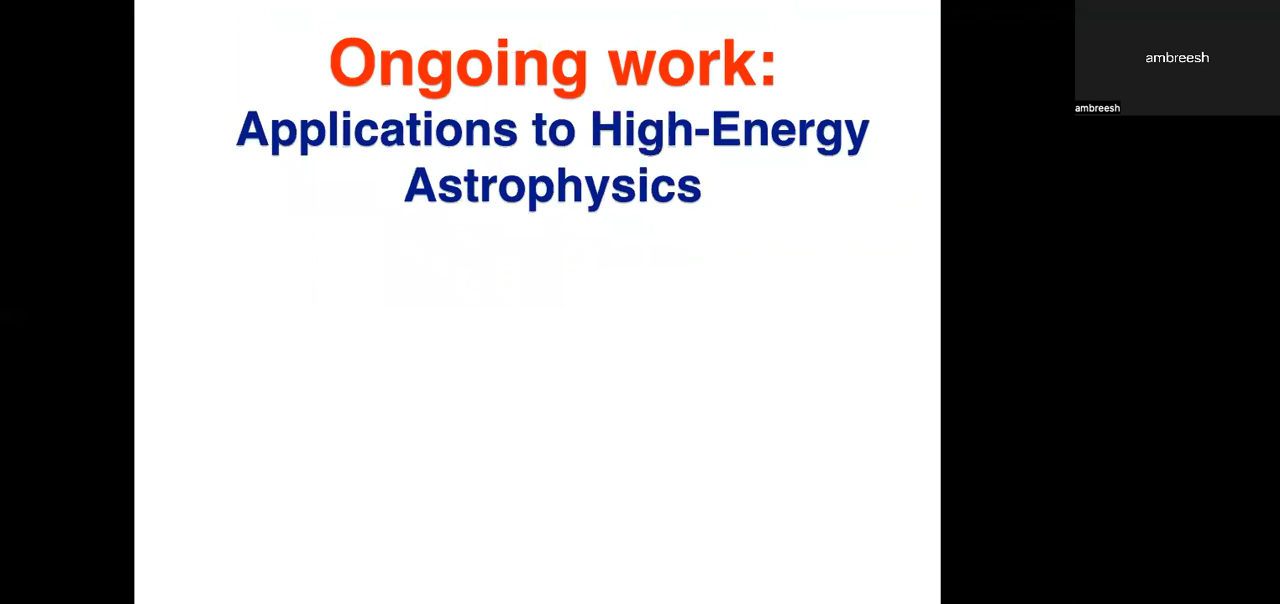 Ongoing work:
Applications to High-Energy
Astrophysics
ambreesh
ambreesh